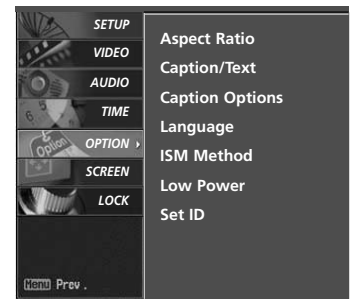 SETUP
VIDEO
AUDIO
TIME
OPTION
SCREEN
LOCK
Menu Prev.
Aspect Ratio
Caption/Text
Caption Options
Language
ISM Method
Low Power
Set ID